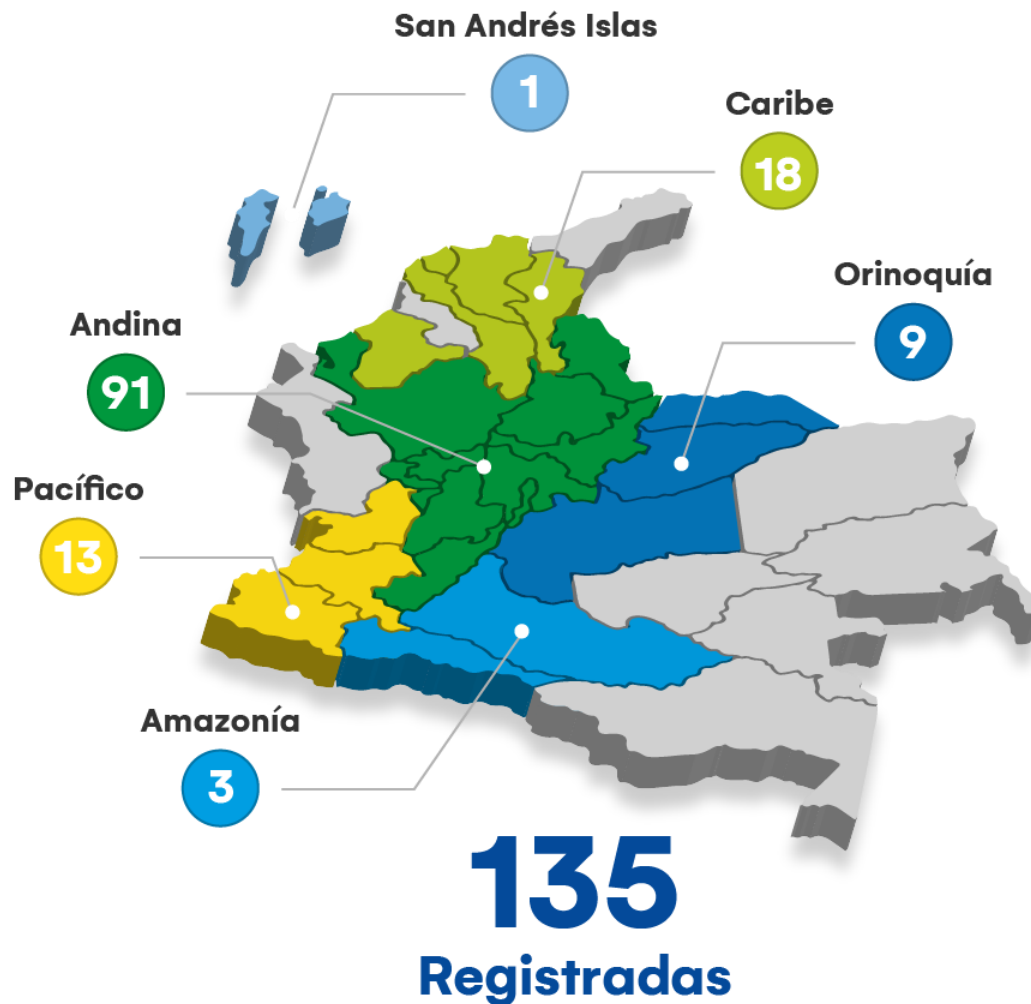 San Andrés Islas
1
Caribe
18
Orinoquía
9
Andina
91
Pacífico
13
Amazonía
3
135
Registradas